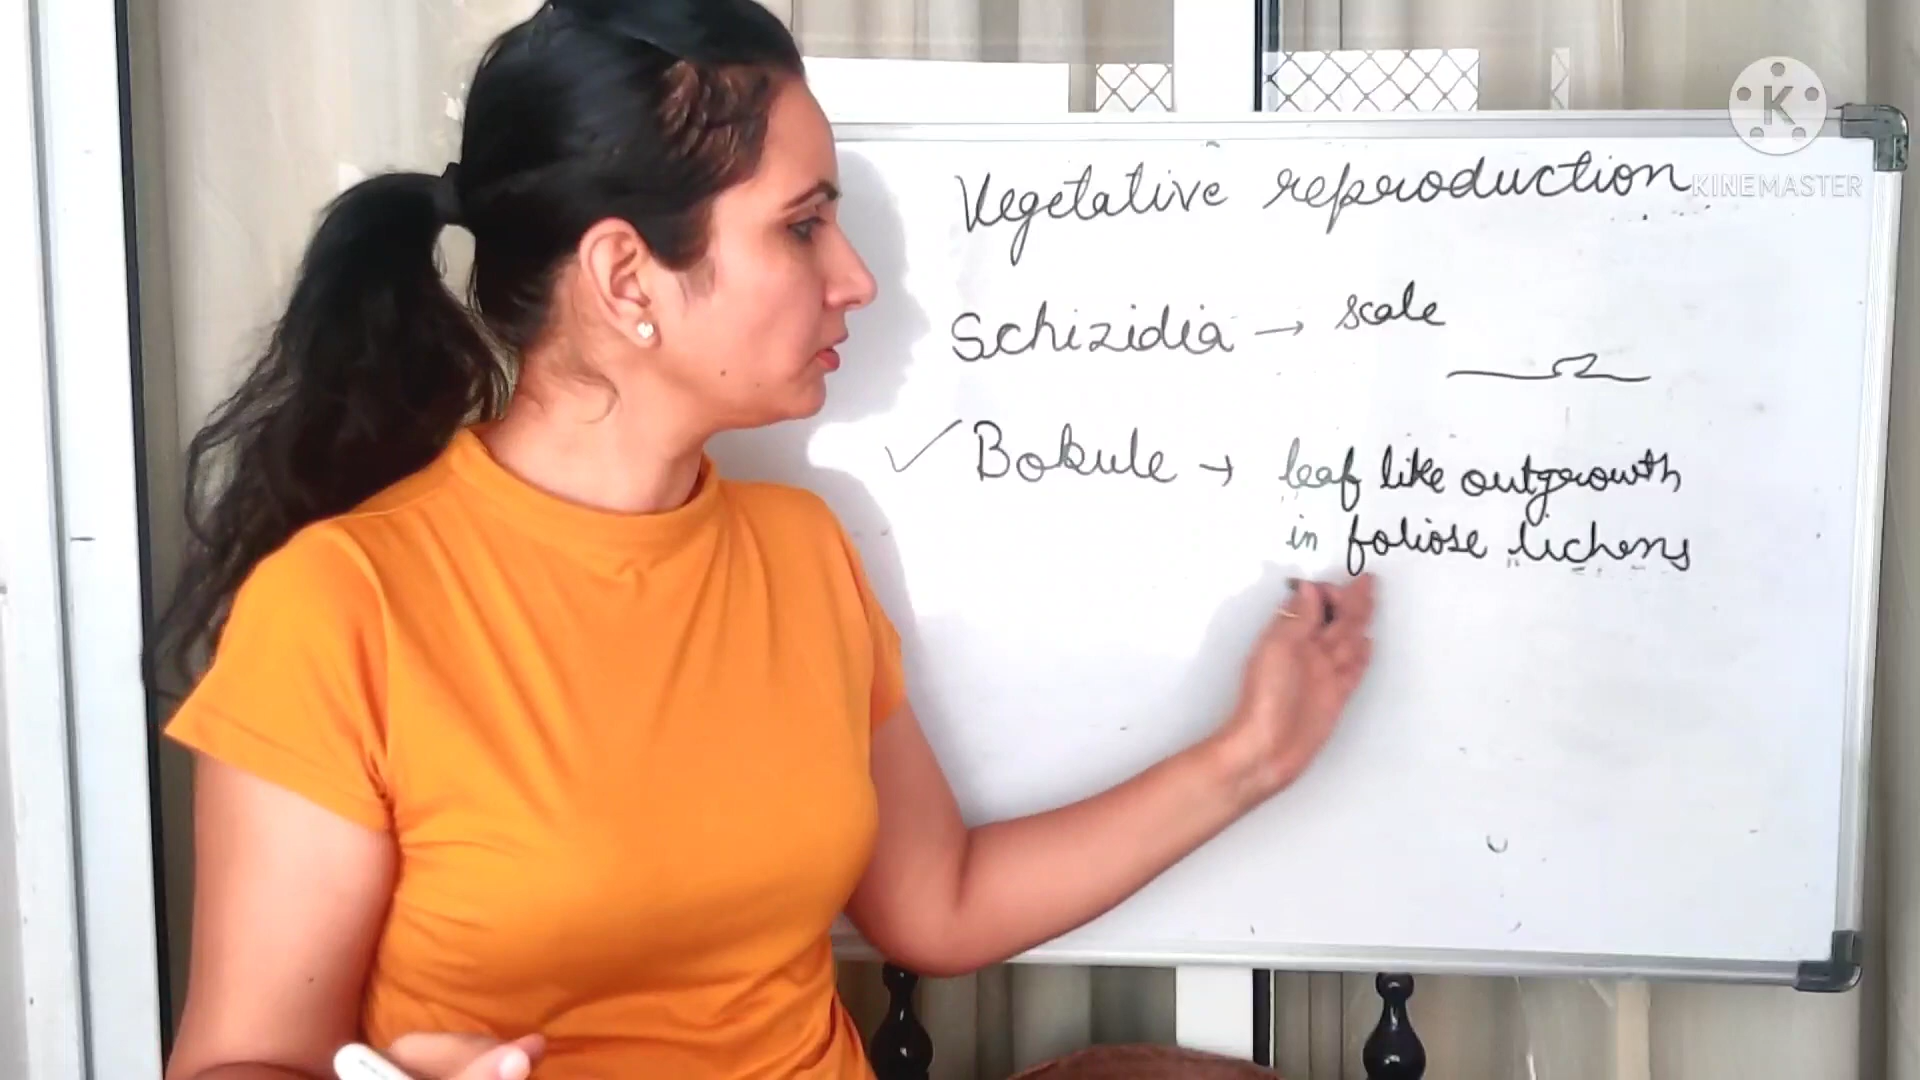 Vegetative reproduction
KINEMASTER
Schizidia → scale
✓ Bokule → leaf like outgrowth
in foliose lichens